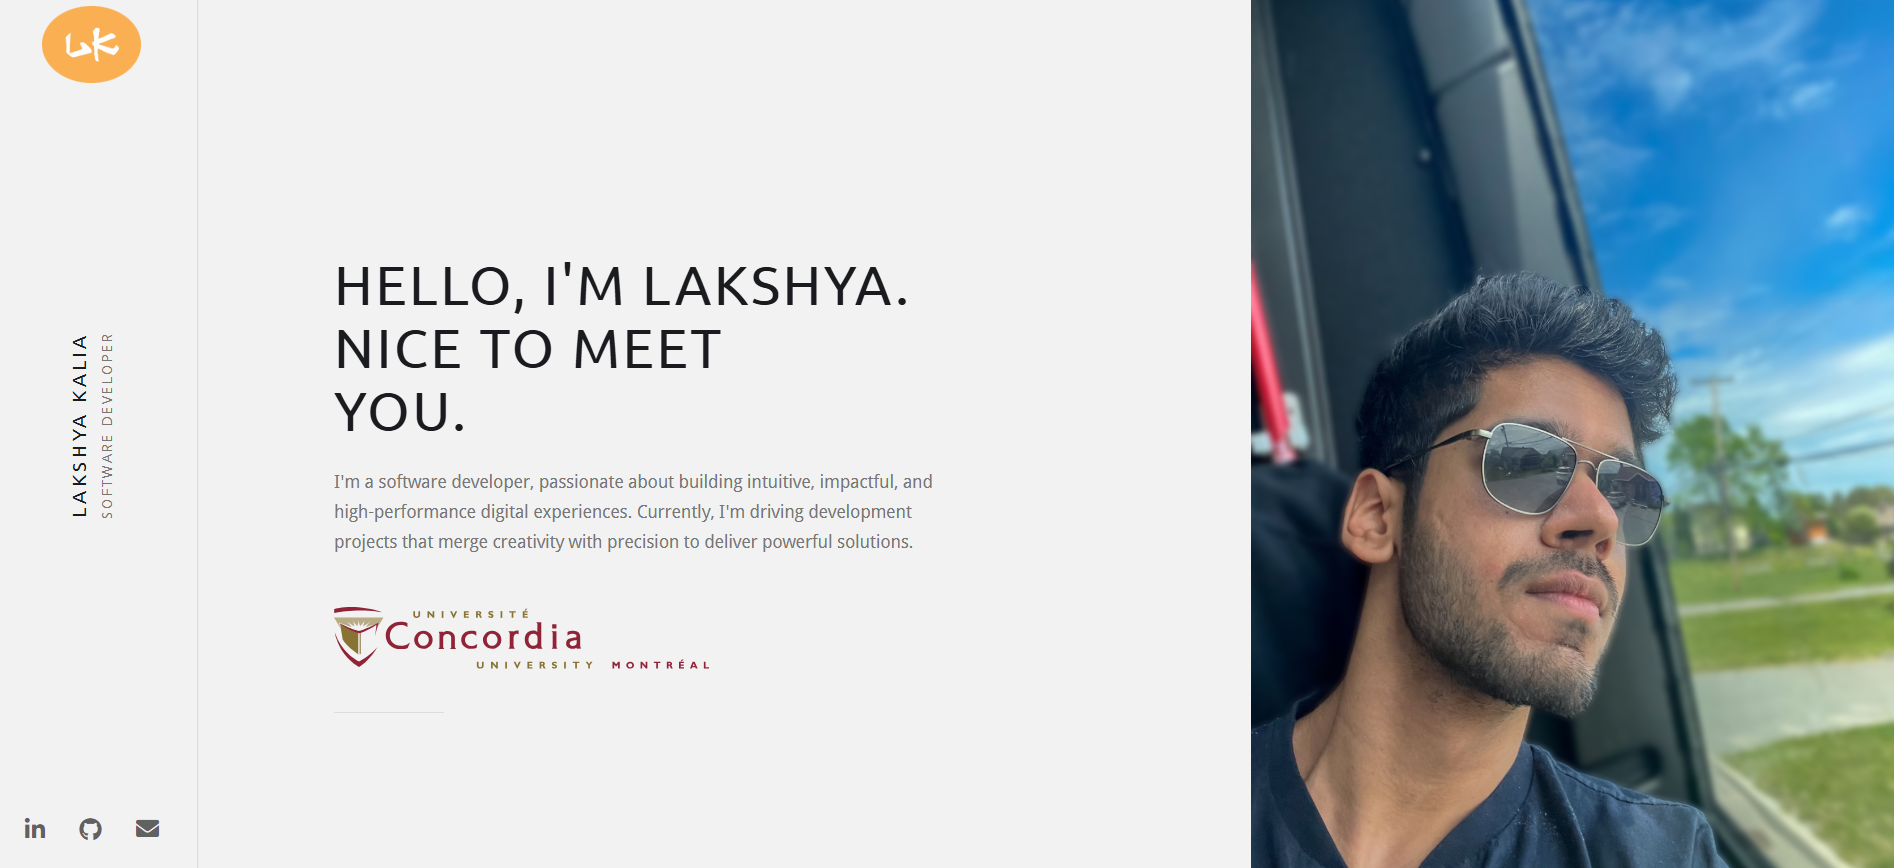 LK
LAKSHYA KALIA
SOFTWARE DEVELOPER
HELLO, I'M LAKSHYA.
NICE TO MEET
YOU.
I'm a software developer, passionate about building intuitive, impactful, and
high-performance digital experiences. Currently, I'm driving development
projects that merge creativity with precision to deliver powerful solutions.
UNIVERSITÉ
Concordia
UNIVERSITY MONTRÉAL
in